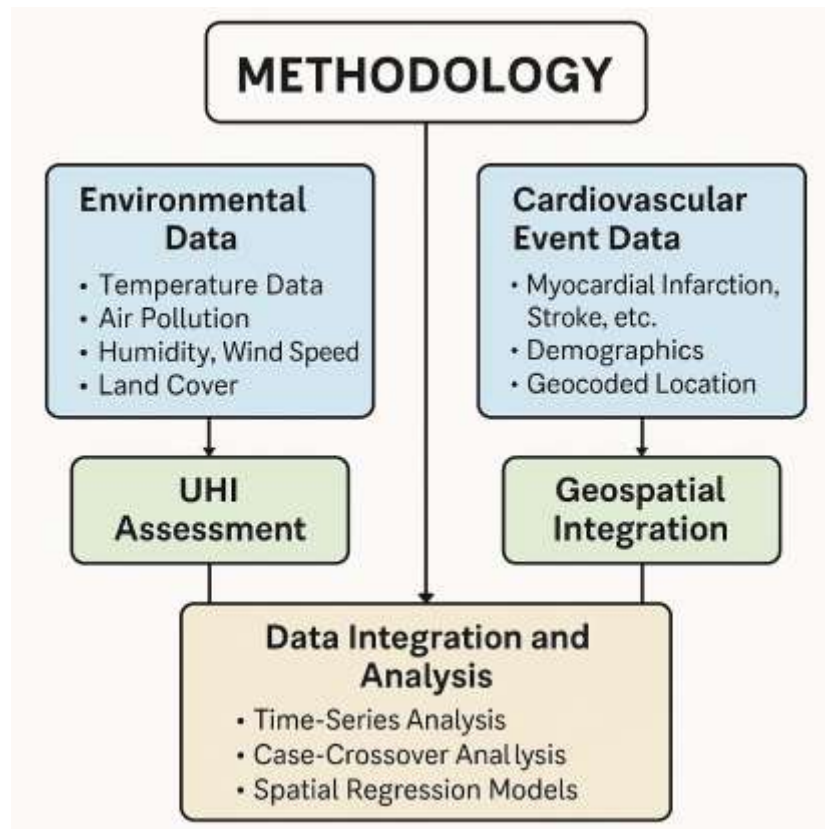 METHODOLOGY
Environmental
Data
• Temperature Data
• Air Pollution
• Humidity, Wind Speed
• Land Cover
Cardiovascular
Event Data
• Myocardial Infarction,
Stroke, etc.
• Demographics
• Geocoded Location
UHI
Assessment
Geospatial
Integration
Data Integration and
Analysis
• Time-Series Analysis
• Case-Crossover Anallysis
• Spatial Regression Models